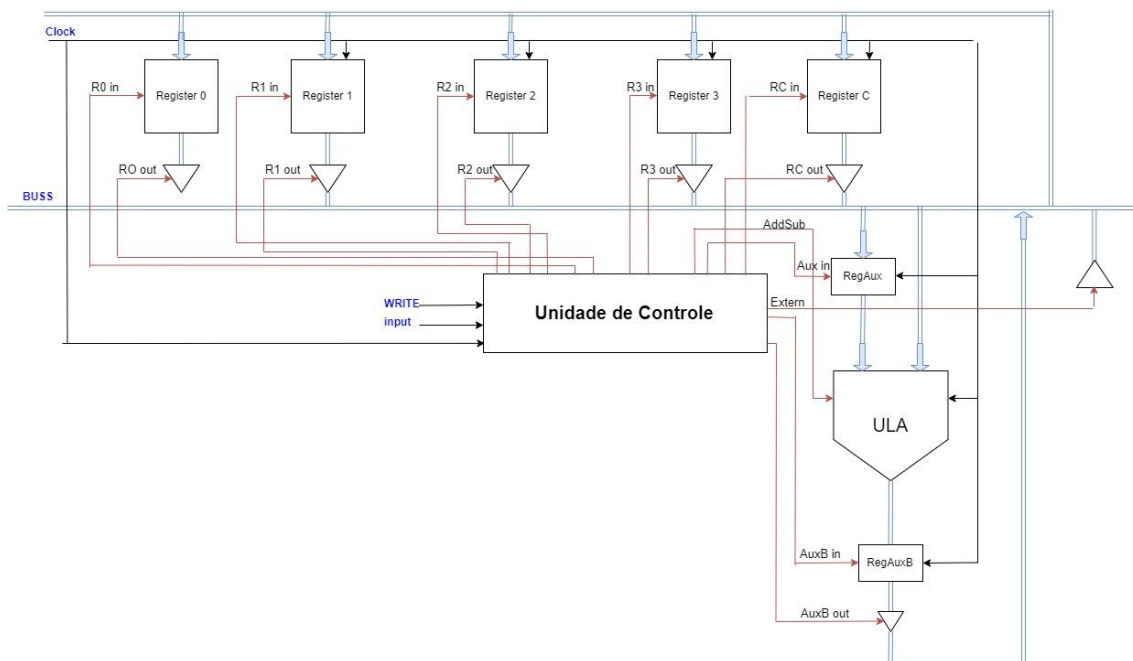 Clock
R0 in
Register 0
R1 in
Register 1
R2 in
Register 2
R3 in
Register 3
RC in
Register C
RO out
R1 out
R2 out
R3 out
RC out
BUSS
AddSub
Aux in
RegAux
WRITE
input
Unidade de Controle
Extern
ULA
AuxB in
RegAuxB
AuxB out